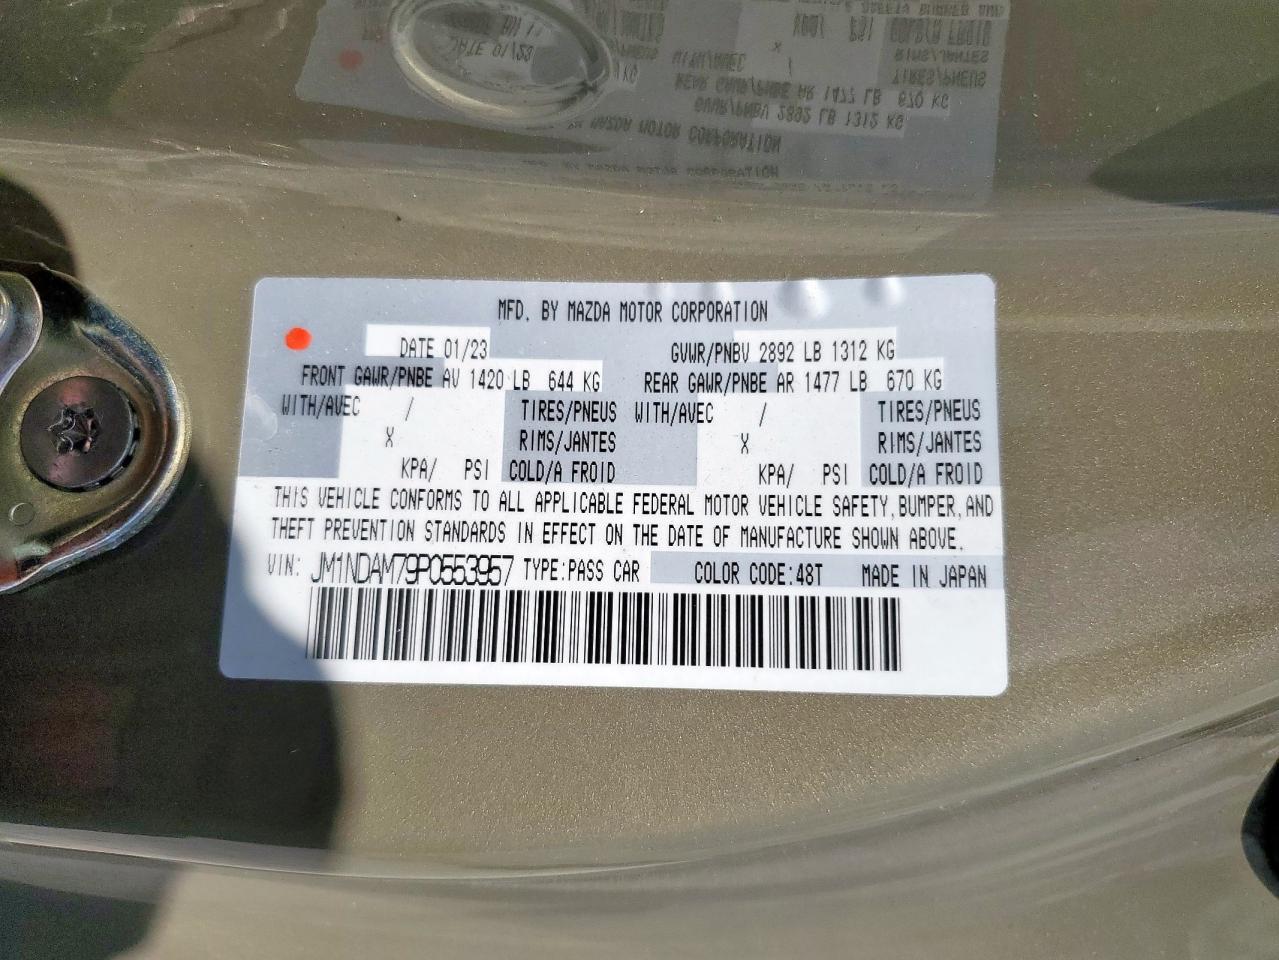 DATE 01/23
MFD. BY MAZDA MOTOR CORPORATION
DATE 01/23 GVWR/PNBV 2892 LB 1312 KG
FRONT GAWR/PNBE AV 1420 LB 644 KG REAR GAWR/PNBE AR 1477 LB 670 KG
WITH/AVEC / TIRES/PNEUS WITH/AVEC / TIRES/PNEUS
X RIMS/JANTES X RIMS/JANTES
KPA/ PSI COLD/A FROID KPA/ PSI COLD/A FROID
THIS VEHICLE CONFORMS TO ALL APPLICABLE FEDERAL MOTOR VEHICLE SAFETY, BUMPER, AND
THEFT PREVENTION STANDARDS IN EFFECT ON THE DATE OF MANUFACTURE SHOWN ABOVE.
VIN: JM1NDAM79P0553957 TYPE:PASS CAR COLOR CODE:48T MADE IN JAPAN